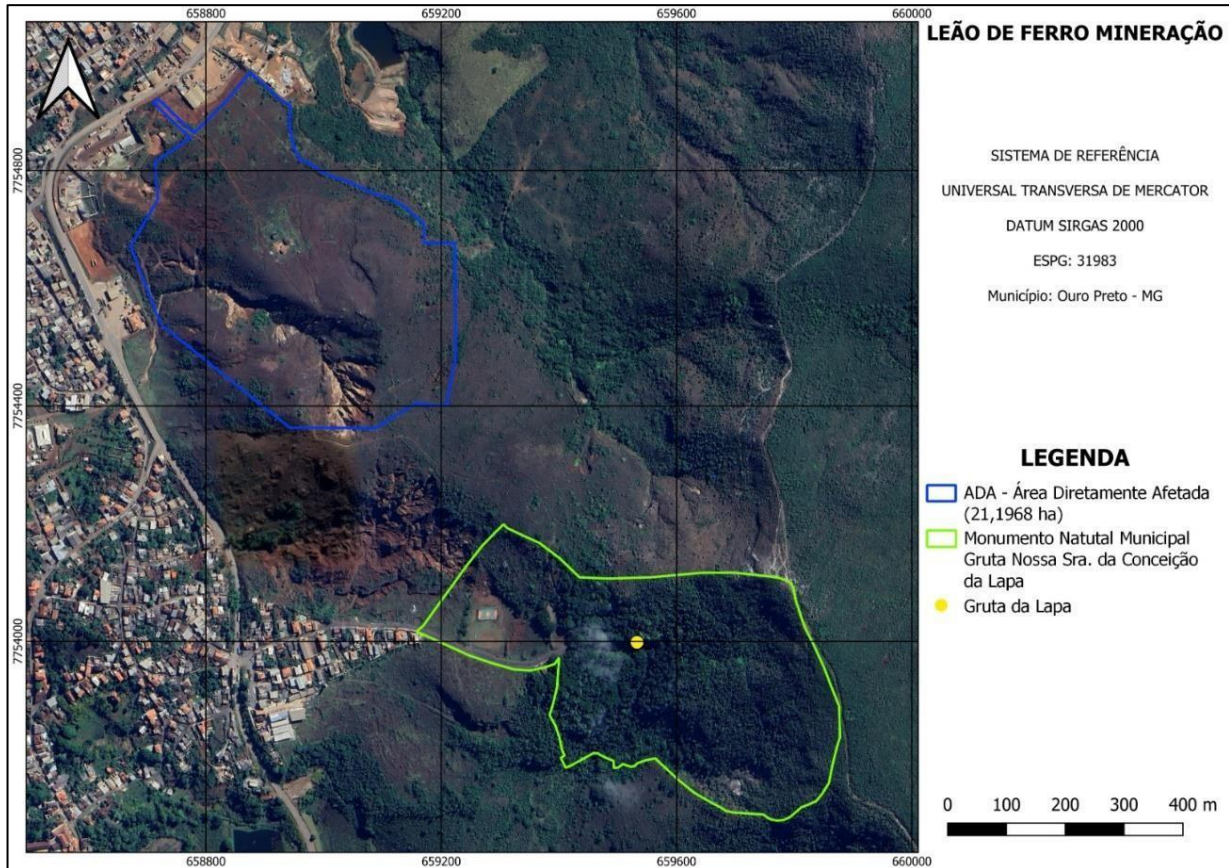 658800
659200
659600
660000
LEÃO DE FERRO MINERAÇÃO
SISTEMA DE REFERÊNCIA
UNIVERSAL TRANSVERSA DE MERCATOR
DATUM SIRGAS 2000
ESPG: 31983
Município: Ouro Preto - MG
7754800
7754400
7754000
LEGENDA
ADA - Área Diretamente Afetada
(21,1968 ha)
Monumento Natutal Municipal
Gruta Nossa Sra. da Conceição
da Lapa
Gruta da Lapa
0 100 200 300 400 m
658800
659200
659600
660000